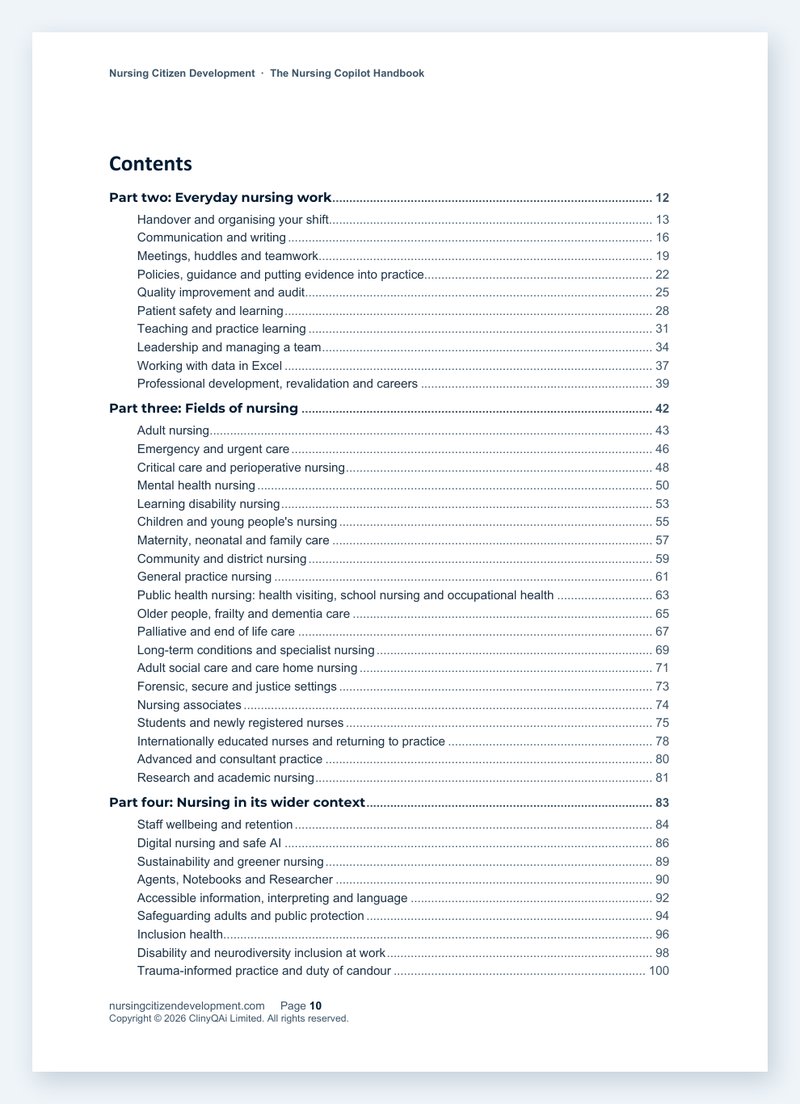 Nursing Citizen Development · The Nursing Copilot Handbook
Contents
Part two: Everyday nursing work 12
Handover and organising your shift 13
Communication and writing 16
Meetings, huddles and teamwork 19
Policies, guidance and putting evidence into practice 22
Quality improvement and audit 25
Patient safety and learning 28
Teaching and practice learning 31
Leadership and managing a team 34
Working with data in Excel 37
Professional development, revalidation and careers 39
Part three: Fields of nursing 42
Adult nursing 43
Emergency and urgent care 46
Critical care and perioperative nursing 48
Mental health nursing 50
Learning disability nursing 53
Children and young people's nursing 55
Maternity, neonatal and family care 57
Community and district nursing 59
General practice nursing 61
Public health nursing: health visiting, school nursing and occupational health 63
Older people, frailty and dementia care 65
Palliative and end of life care 67
Long-term conditions and specialist nursing 69
Adult social care and care home nursing 71
Forensic, secure and justice settings 73
Nursing associates 74
Students and newly registered nurses 75
Internationally educated nurses and returning to practice 78
Advanced and consultant practice 80
Research and academic nursing 81
Part four: Nursing in its wider context 83
Staff wellbeing and retention 84
Digital nursing and safe AI 86
Sustainability and greener nursing 89
Agents, Notebooks and Researcher 90
Accessible information, interpreting and language 92
Safeguarding adults and public protection 94
Inclusion health 96
Disability and neurodiversity inclusion at work 98
Trauma-informed practice and duty of candour 100
nursingcitizendevelopment.com Page 10
Copyright © 2026 ClinyQAi Limited. All rights reserved.